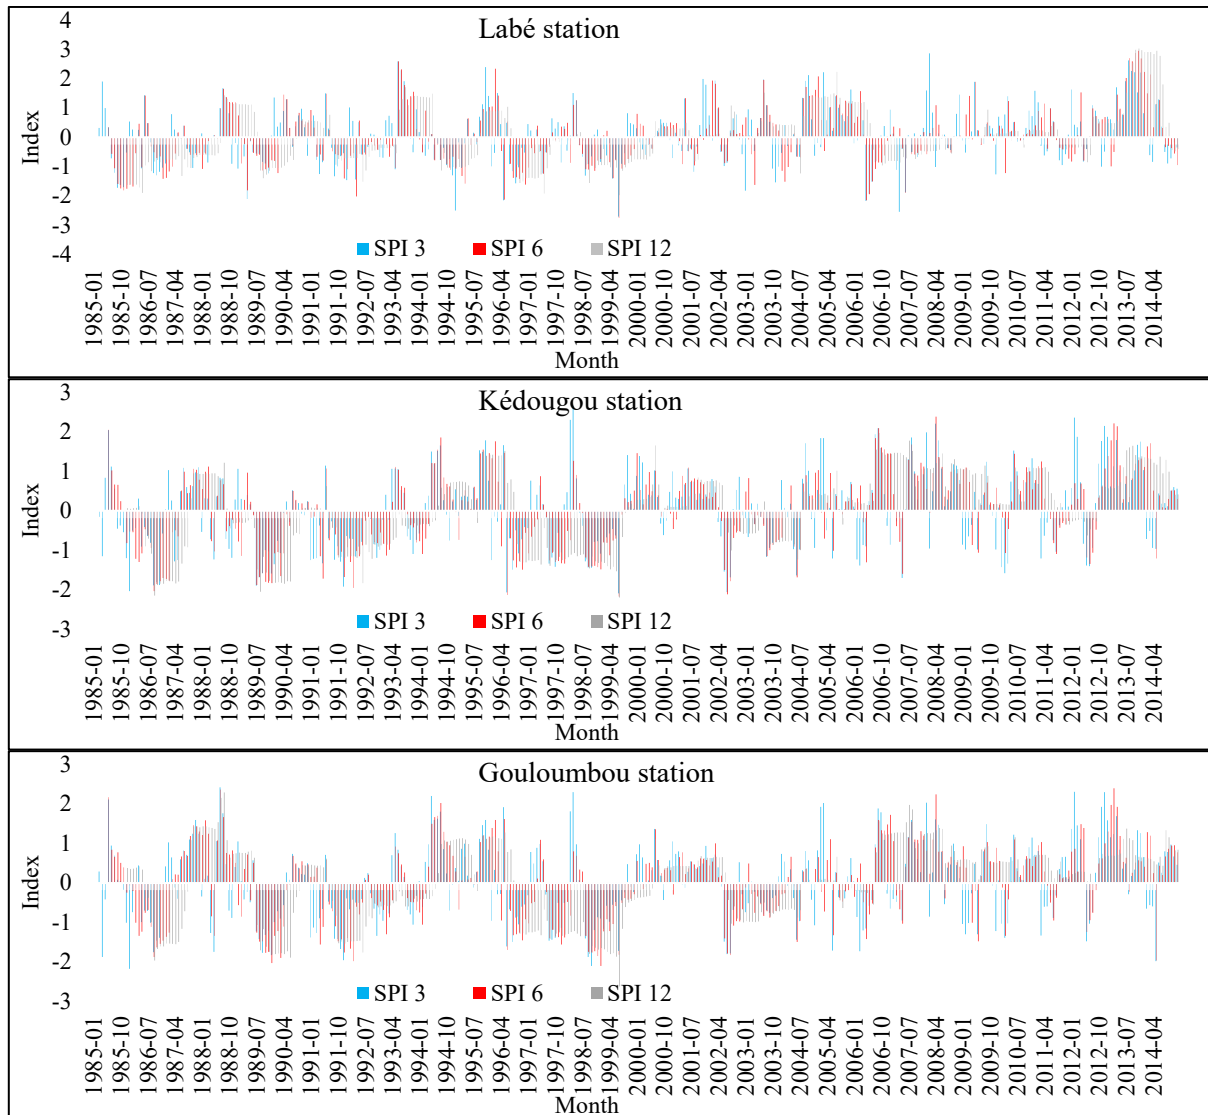 Labé station
4
3
2
1
0
-1
-2
-3
-4
Index
SPI 3 SPI 6 SPI 12
1985-01 1985-10 1986-07 1987-04 1988-01 1988-10 1989-07 1990-04 1991-01 1991-10 1992-07 1993-04 1994-01 1994-10 1995-07 1996-04 1997-01 1997-10 1998-07 1999-04 2000-01 2000-10 2001-07 2002-04 2003-01 2003-10 2004-07 2005-04 2006-01 2006-10 2007-07 2008-04 2009-01 2009-10 2010-07 2011-04 2012-01 2012-10 2013-07 2014-04
Month
Kédougou station
3
2
1
0
-1
-2
-3
Index
SPI 3 SPI 6 SPI 12
1985-01 1985-10 1986-07 1987-04 1988-01 1988-10 1989-07 1990-04 1991-01 1991-10 1992-07 1993-04 1994-01 1994-10 1995-07 1996-04 1997-01 1997-10 1998-07 1999-04 2000-01 2000-10 2001-07 2002-04 2003-01 2003-10 2004-07 2005-04 2006-01 2006-10 2007-07 2008-04 2009-01 2009-10 2010-07 2011-04 2012-01 2012-10 2013-07 2014-04
Month
Gouloumbou station
3
2
1
0
-1
-2
-3
Index
SPI 3 SPI 6 SPI 12
1985-01 1985-10 1986-07 1987-04 1988-01 1988-10 1989-07 1990-04 1991-01 1991-10 1992-07 1993-04 1994-01 1994-10 1995-07 1996-04 1997-01 1997-10 1998-07 1999-04 2000-01 2000-10 2001-07 2002-04 2003-01 2003-10 2004-07 2005-04 2006-01 2006-10 2007-07 2008-04 2009-01 2009-10 2010-07 2011-04 2012-01 2012-10 2013-07 2014-04
Month